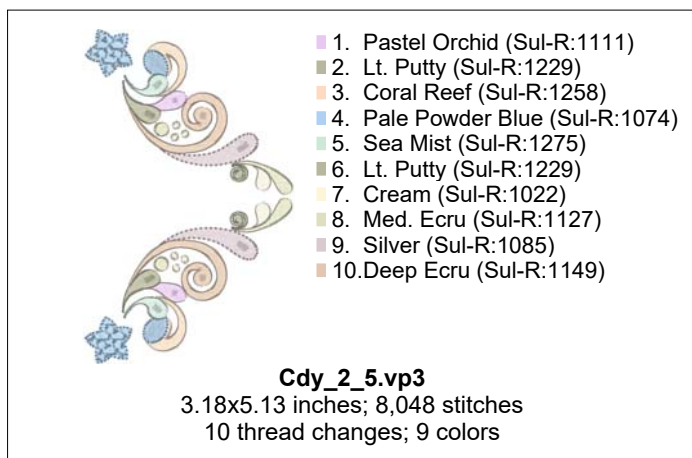 1. Pastel Orchid (Sul-R:1111)
2. Lt. Putty (Sul-R:1229)
3. Coral Reef (Sul-R:1258)
4. Pale Powder Blue (Sul-R:1074)
5. Sea Mist (Sul-R:1275)
6. Lt. Putty (Sul-R:1229)
7. Cream (Sul-R:1022)
8. Med. Ecru (Sul-R:1127)
9. Silver (Sul-R:1085)
10.Deep Ecru (Sul-R:1149)
Cdy_2_5.vp3
3.18x5.13 inches; 8,048 stitches
10 thread changes; 9 colors